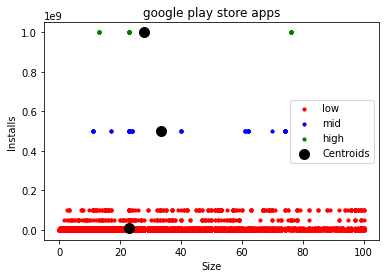 google play store apps
1e9
1.0
0.8
0.6
0.4
0.2
0.0
Installs
low
mid
high
Centroids
0 20 40 60 80 100
Size